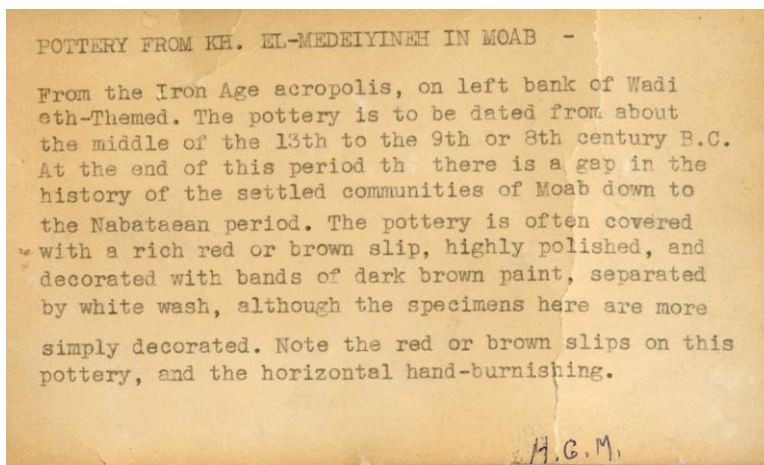 POTTERY FROM KH. EL-MEDEIYINEH IN MOAB -
From the Iron Age acropolis, on left bank of Wadi
eth-Themed. The pottery is to be dated from about
the middle of the 13th to the 9th or 8th century B.C.
At the end of this period th  there is a gap in the
history of the settled communities of Moab down to
the Nabataean period. The pottery is often covered
with a rich red or brown slip, highly polished, and
decorated with bands of dark brown paint, separated
by white wash, although the specimens here are more
simply decorated. Note the red or brown slips on this
pottery, and the horizontal hand-burnishing.
H.G.M.